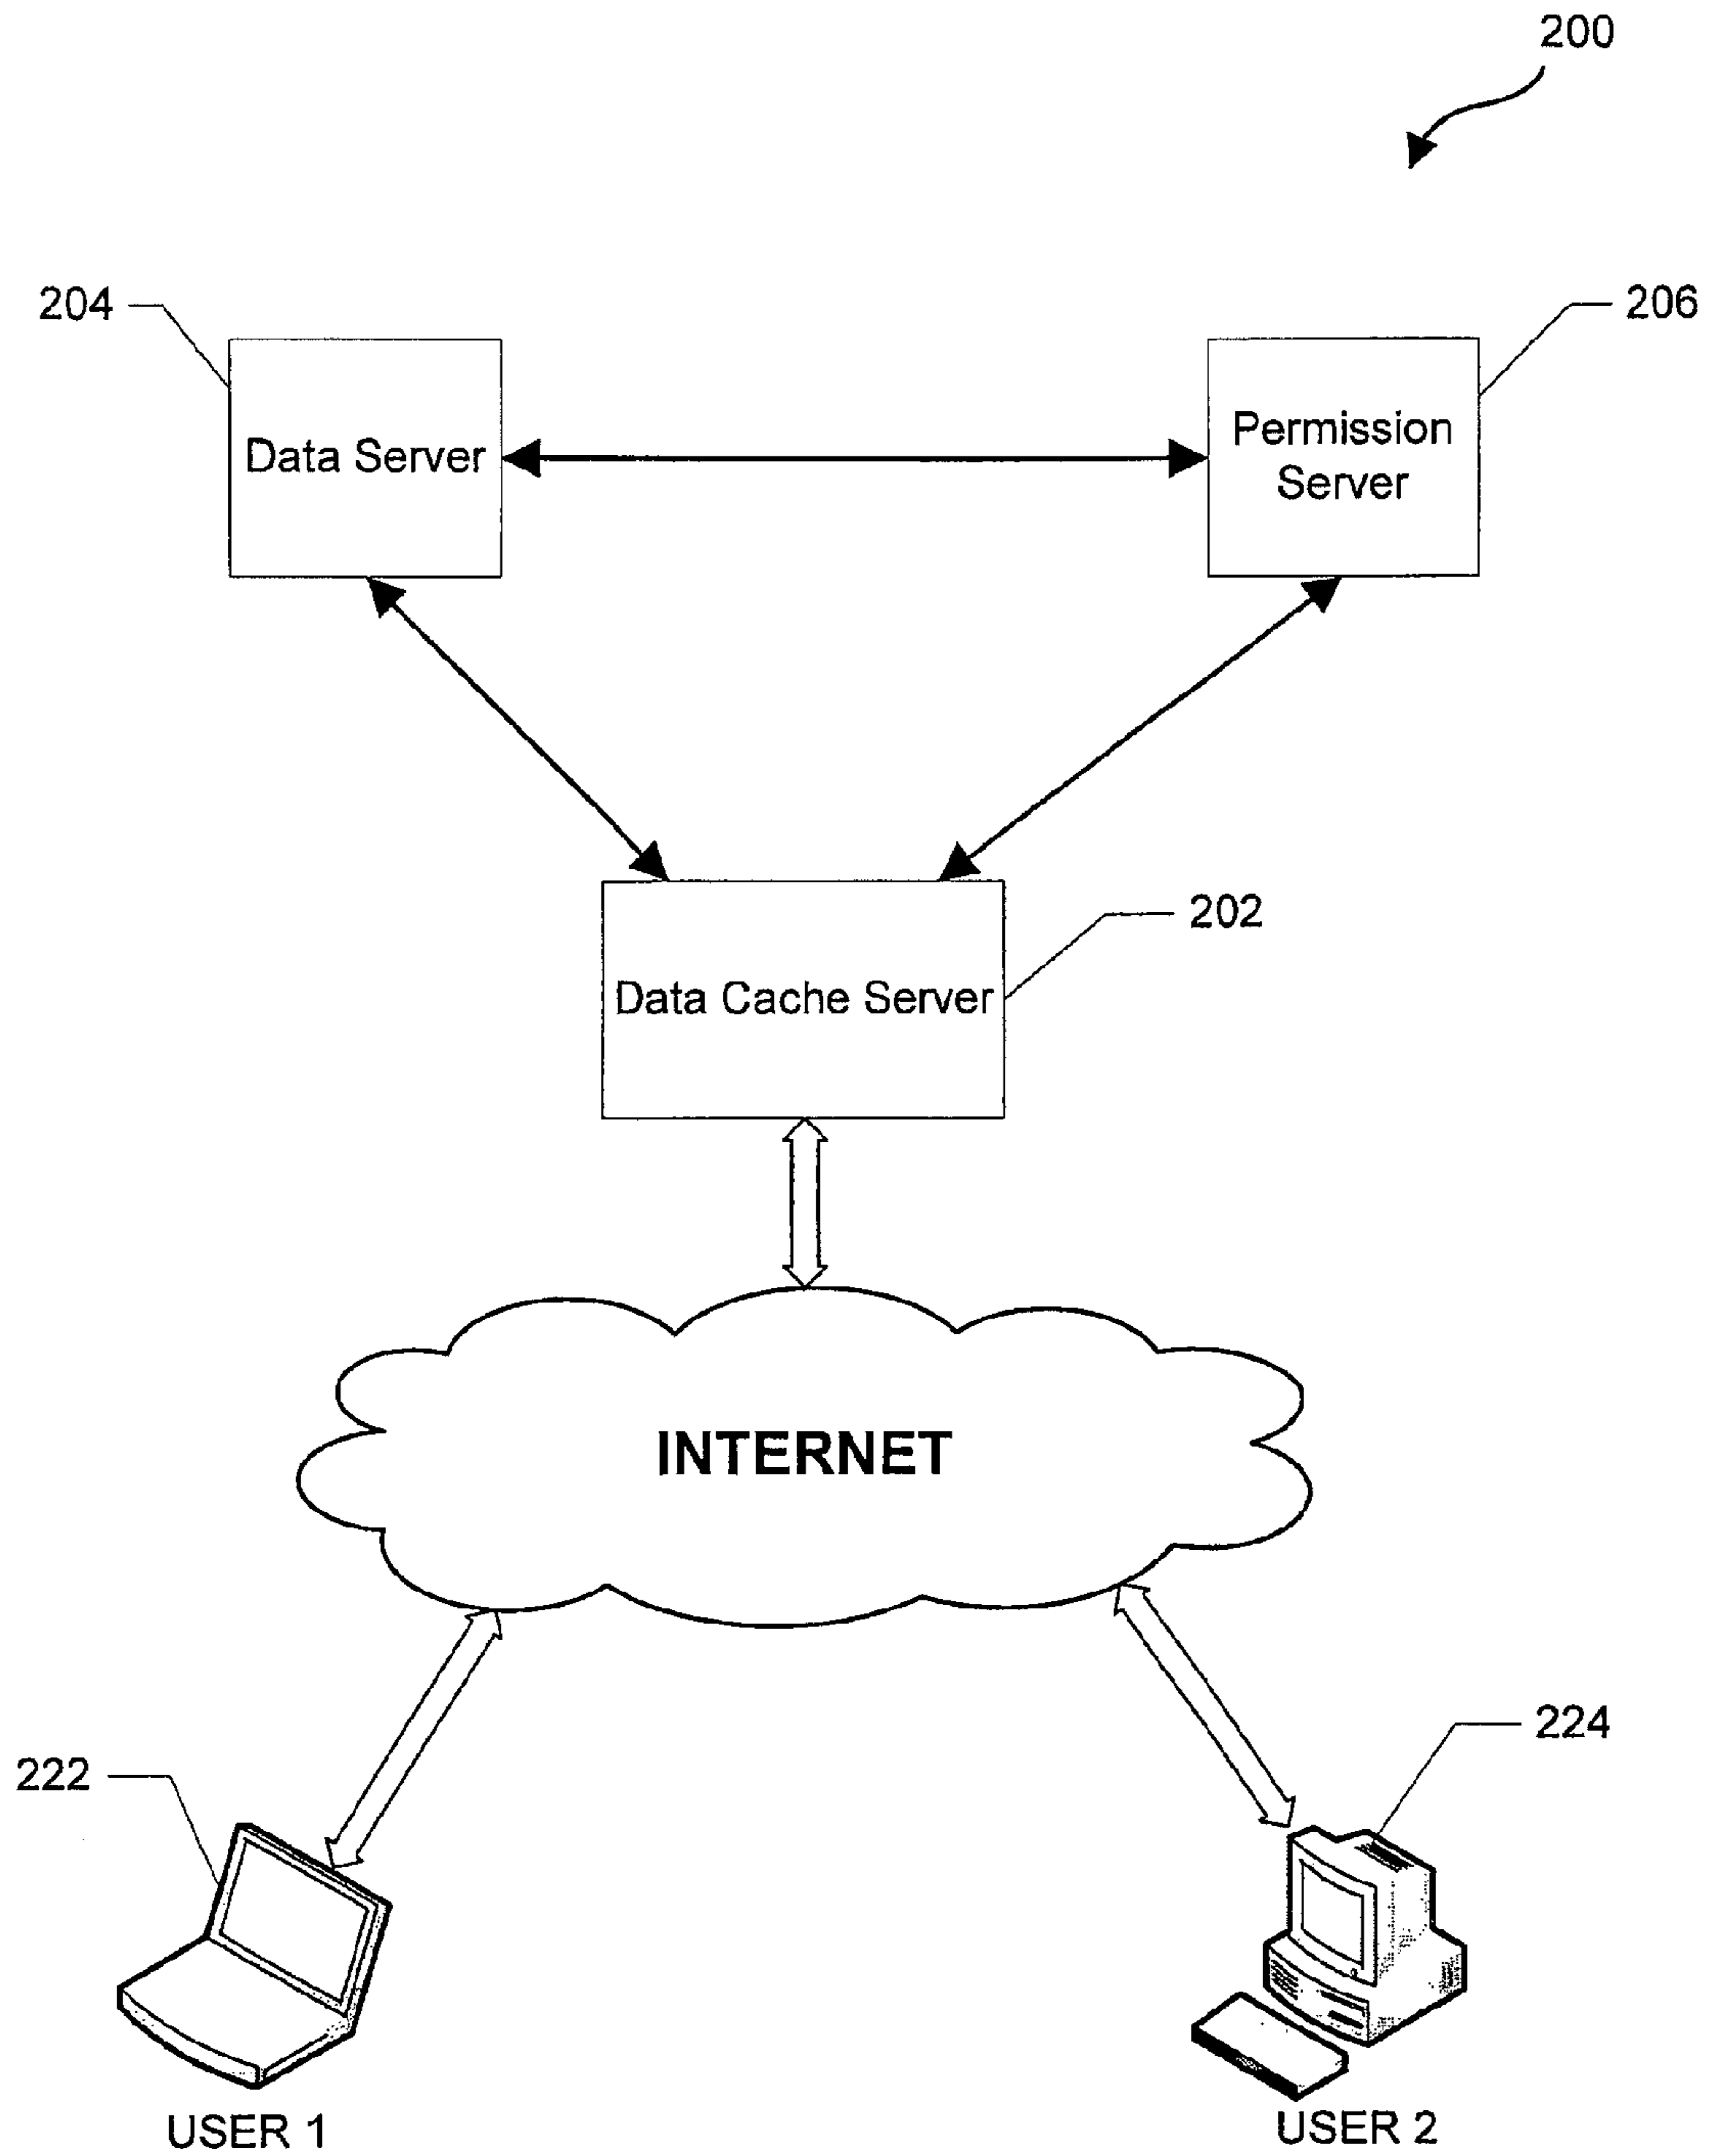 200
204
206
Data Server
Permission
Server
202
Data Cache Server
INTERNET
224
222
USER 1
USER 2